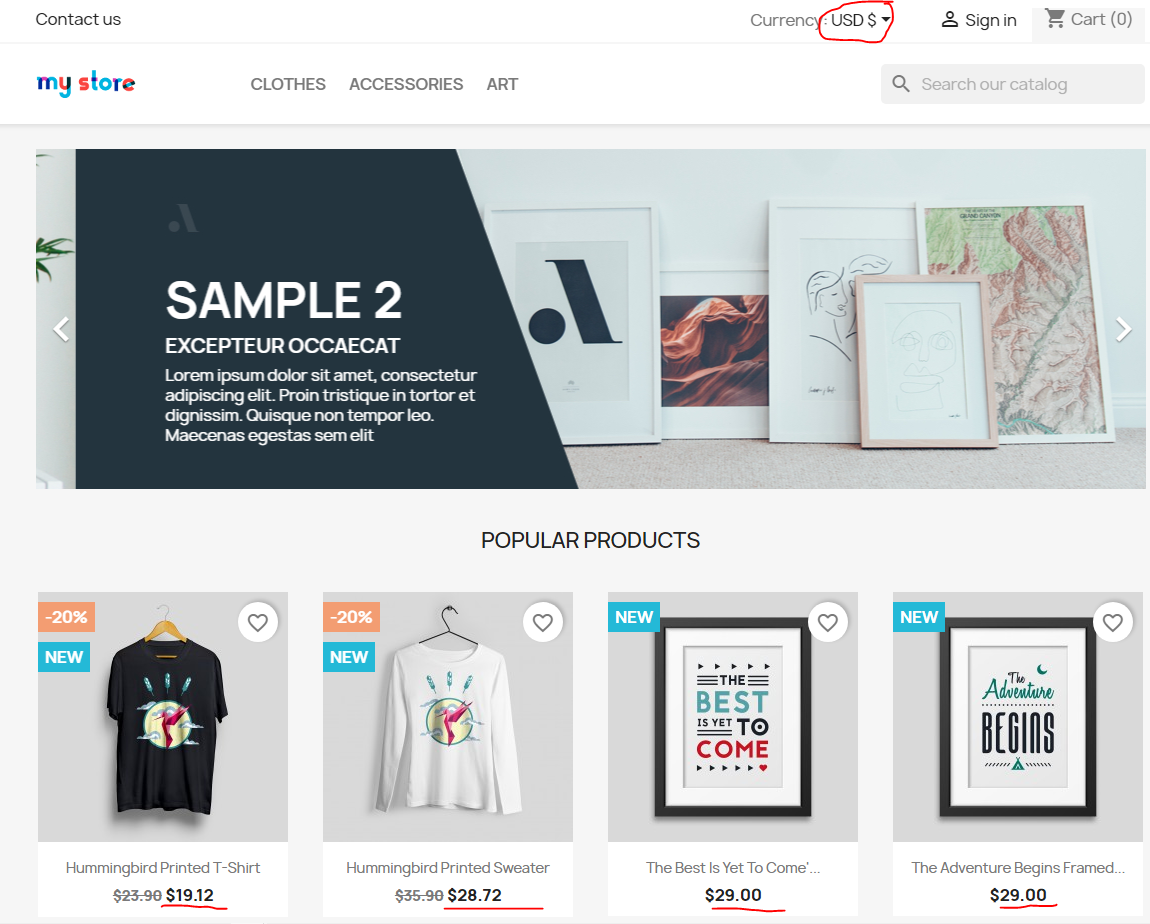 Contact us
Currency: USD $
Sign in
Cart (0)
my store
CLOTHES
ACCESSORIES
ART
Search our catalog
SAMPLE 2
EXCEPTEUR OCCAECAT
Lorem ipsum dolor sit amet, consectetur
adipiscing elit. Proin tristique in tortor et
dignissim. Quisque non tempor leo.
Maecenas egestas sem elit
GRAND CANYON
POPULAR PRODUCTS
-20%
NEW
-20%
NEW
NEW
THE
BEST
IS YET TO
COME
NEW
The
Adventure
BEGINS
Hummingbird Printed T-Shirt
$23.90 $19.12
Hummingbird Printed Sweater
$35.90 $28.72
The Best Is Yet To Come'...
$29.00
The Adventure Begins Framed...
$29.00